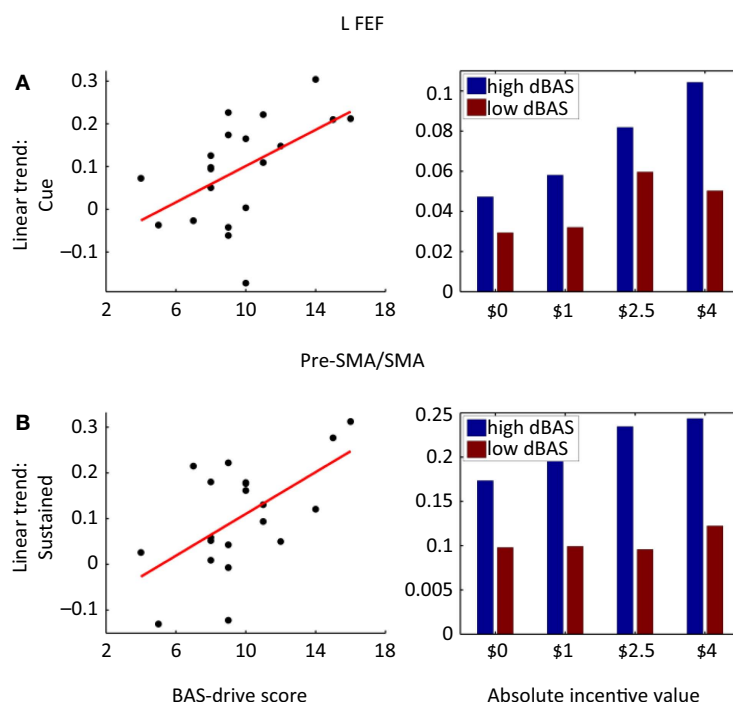 L FEF
A
Linear trend:
Cue
0.3
0.2
0.1
0
−0.1
2 6 10 14 18
high dBAS
low dBAS
0.1
0.08
0.06
0.04
0.02
0
$0 $1 $2.5 $4
Pre-SMA/SMA
B
Linear trend:
Sustained
0.3
0.2
0.1
0
−0.1
2 6 10 14 18
BAS-drive score
high dBAS
low dBAS
0.25
0.2
0.15
0.1
0.005
0
$0 $1 $2.5 $4
Absolute incentive value